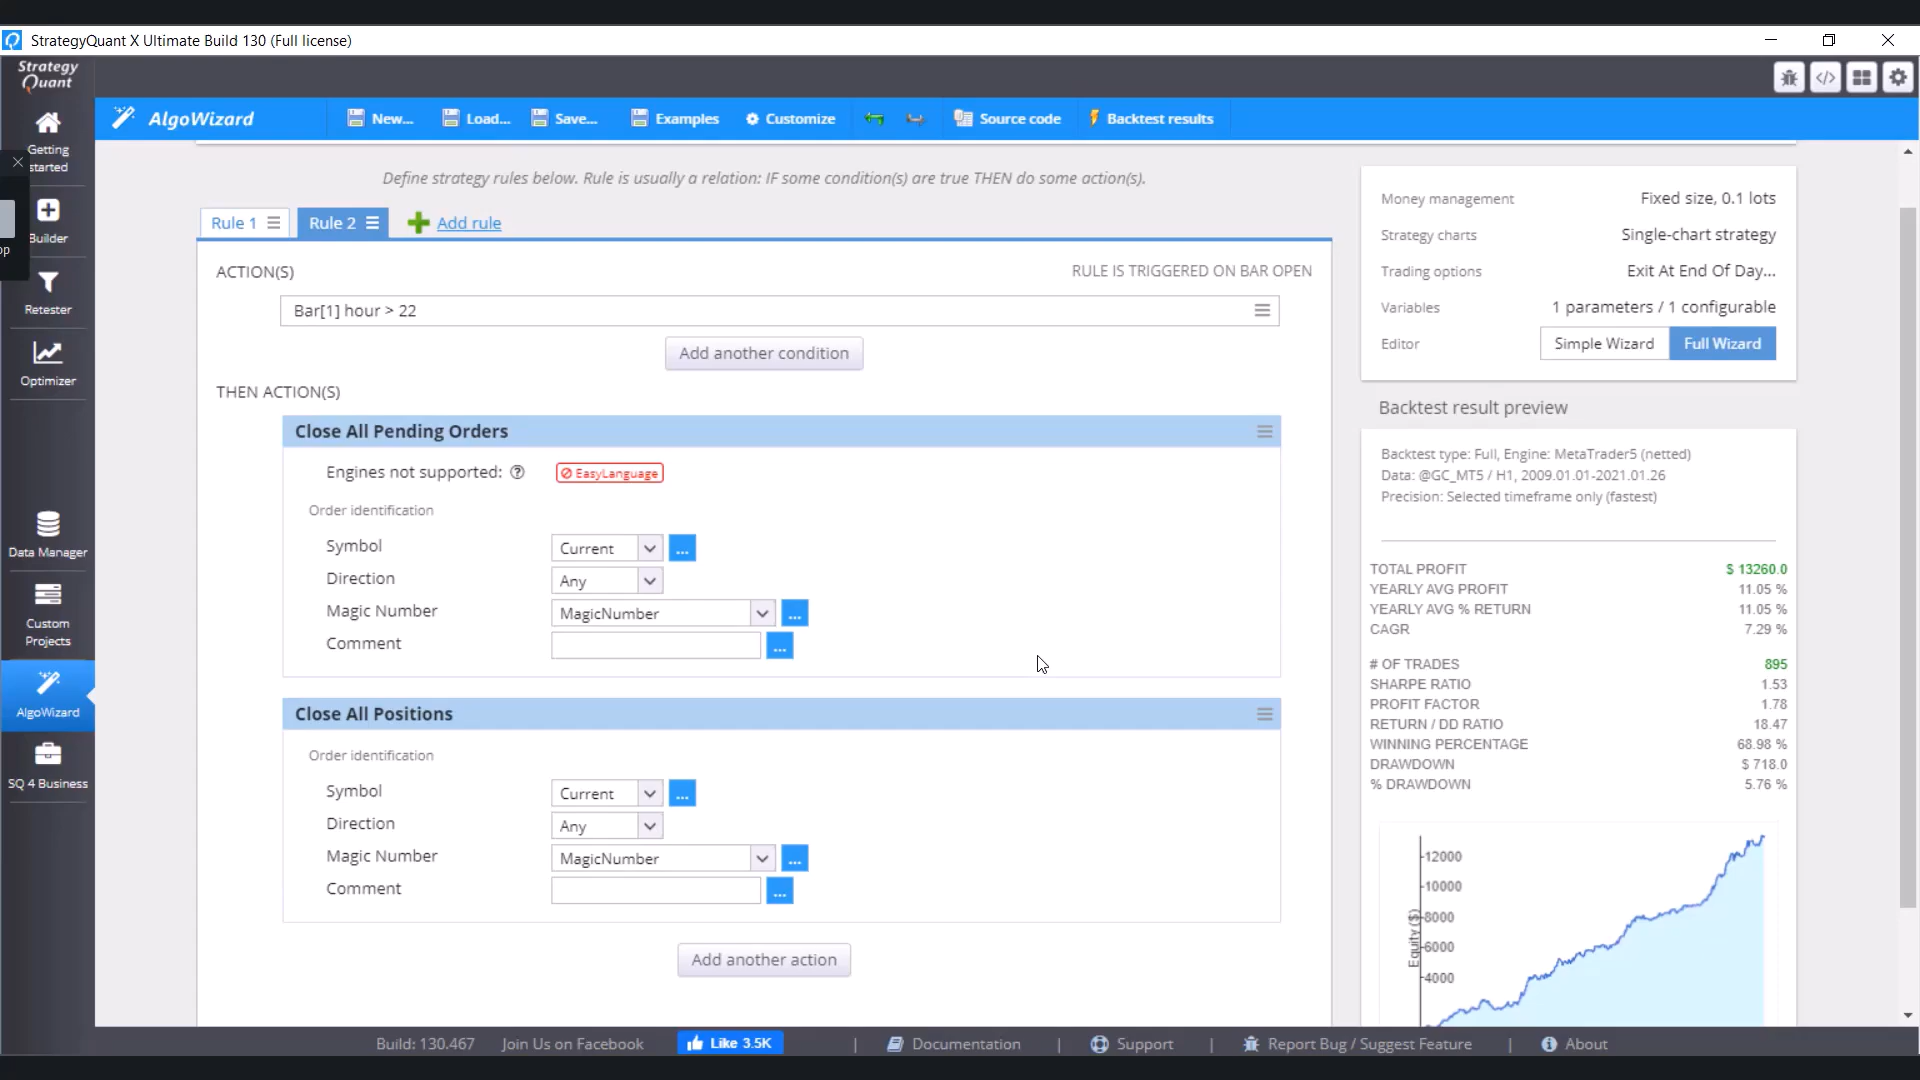 StrategyQuant X Ultimate Build 130 (Full license)
Strategy
Quant
AlgoWizard
New...
Load...
Save...
Examples
Customize
Source code
Backtest results
Getting
started
Builder
op
Retester
Optimizer
Data Manager
Custom
Projects
AlgoWizard
SQ 4 Business
Define strategy rules below. Rule is usually a relation: IF some condition(s) are true THEN do some action(s).
Rule 1
Rule 2
Add rule
ACTION(S)
RULE IS TRIGGERED ON BAR OPEN
Bar[1] hour > 22
Add another condition
THEN ACTION(S)
Close All Pending Orders
Engines not supported:
EasyLanguage
Order identification
Symbol Current ...
Direction Any
Magic Number MagicNumber ...
Comment ...
Close All Positions
Order identification
Symbol Current ...
Direction Any
Magic Number MagicNumber ...
Comment ...
Add another action
Money management Fixed size, 0.1 lots
Strategy charts Single-chart strategy
Trading options Exit At End Of Day...
Variables 1 parameters / 1 configurable
Editor Simple Wizard Full Wizard
Backtest result preview
Backtest type: Full, Engine: MetaTrader5 (netted)
Data: @GC_MT5 / H1, 2009.01.01-2021.01.26
Precision: Selected timeframe only (fastest)
TOTAL PROFIT $ 13260.0
YEARLY AVG PROFIT 11.05 %
YEARLY AVG % RETURN 11.05 %
CAGR 7.29 %
# OF TRADES 895
SHARPE RATIO 1.53
PROFIT FACTOR 1.78
RETURN / DD RATIO 18.47
WINNING PERCENTAGE 68.98 %
DRAWDOWN $ 718.0
% DRAWDOWN 5.76 %
12000
10000
8000
6000
4000
Equity ($)
Build: 130.467
Join Us on Facebook
Like 3.5K
| Documentation
| Support
| Report Bug / Suggest Feature
| About